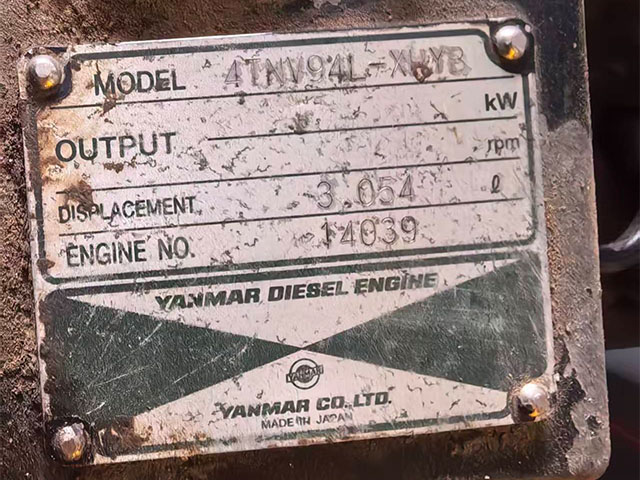 MODEL 4TNV94L-XWYB
kW
OUTPUT rpm
DISPLACEMENT 3.054 ℓ
ENGINE NO. 14039
YANMAR DIESEL ENGINE
YANMAR
YANMAR CO.,LTD.
MADE IN JAPAN